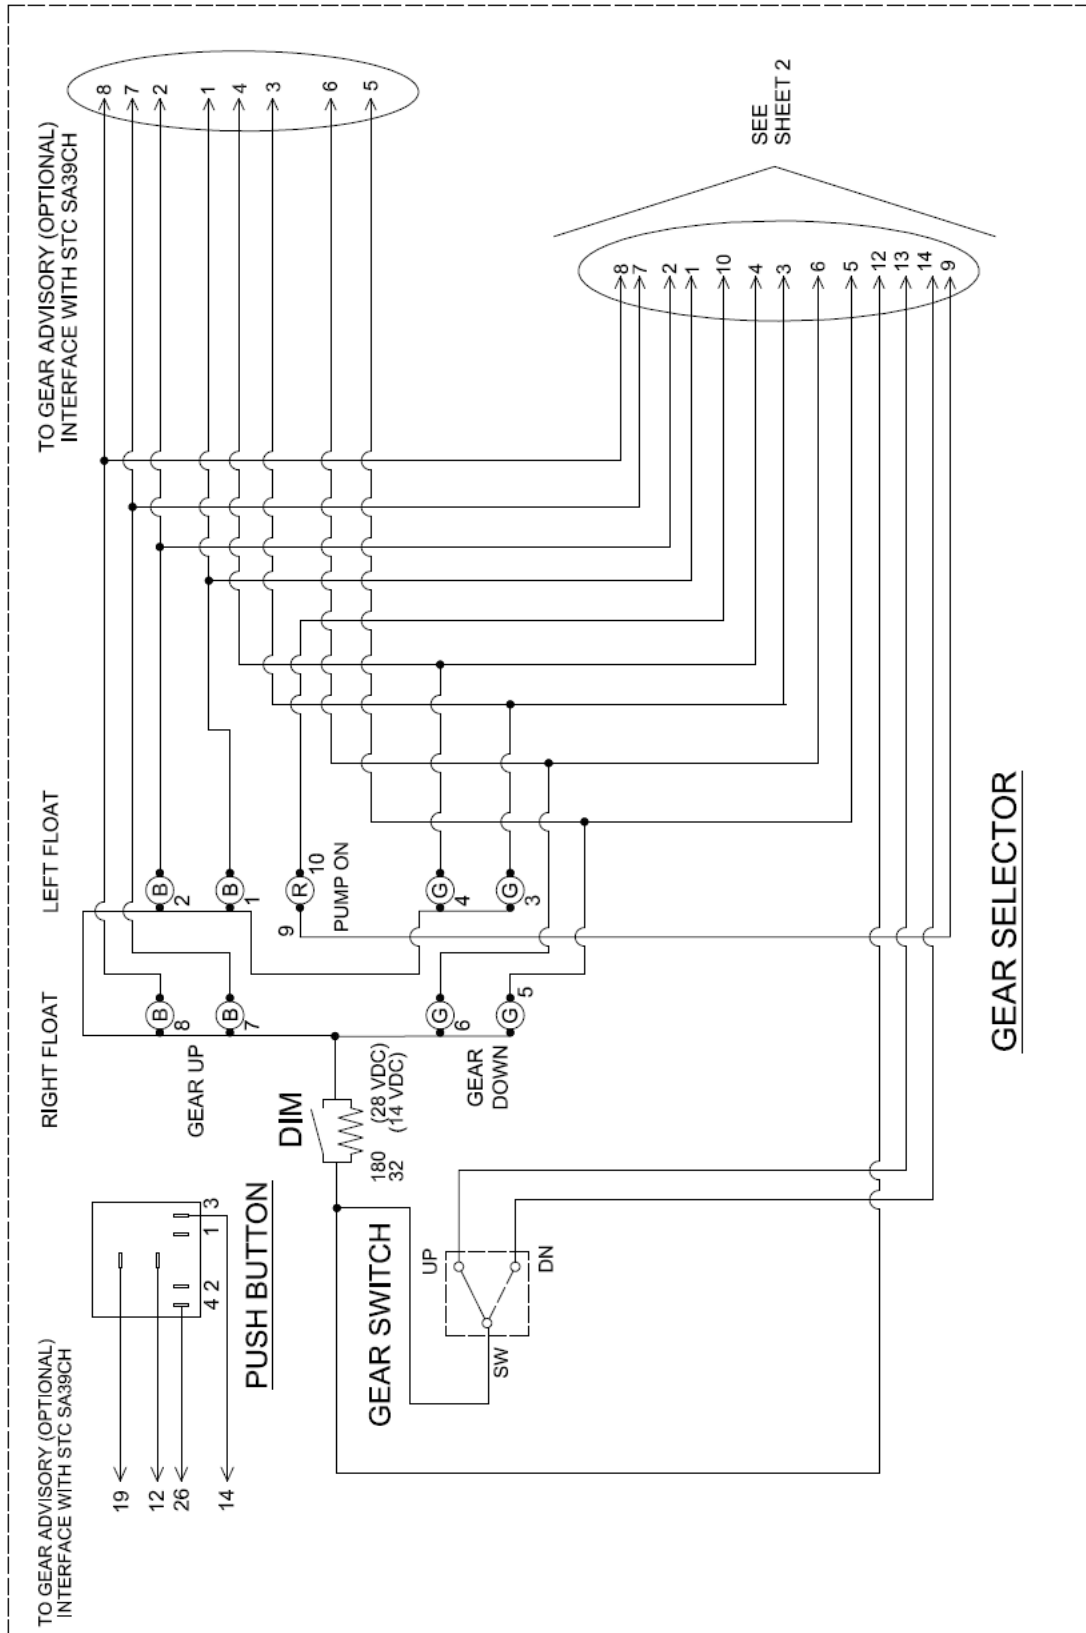 TO GEAR ADVISORY (OPTIONAL)
INTERFACE WITH STC SA39CH
19
12
26
14
4 2 1 3
PUSH BUTTON
RIGHT FLOAT
LEFT FLOAT
B
8
B
7
GEAR UP
B
2
B
1
R
9
10
PUMP ON
G
6
G
5
GEAR
DOWN
G
4
G
3
DIM
180 (28 VDC)
32 (14 VDC)
GEAR SWITCH
UP
SW
DN
TO GEAR ADVISORY (OPTIONAL)
INTERFACE WITH STC SA39CH
8
7
2
1
4
3
6
5
SEE
SHEET 2
8
7
2
1
10
4
3
6
5
12
13
14
9
GEAR SELECTOR